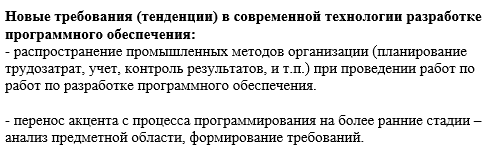 Новые требования (тенденции) в современной технологии разработке
программного обеспечения:
- распространение промышленных методов организации (планирование
трудозатрат, учет, контроль результатов, и т.п.) при проведении работ по
работ по разработке программного обеспечения.
- перенос акцента с процесса программирования на более ранние стадии –
анализ предметной области, формирование требований.